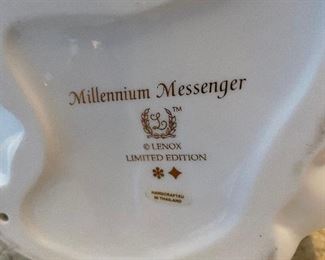 Millennium Messenger
L ™
© LENOX
LIMITED EDITION
HANDCRAFTED
IN THAILAND